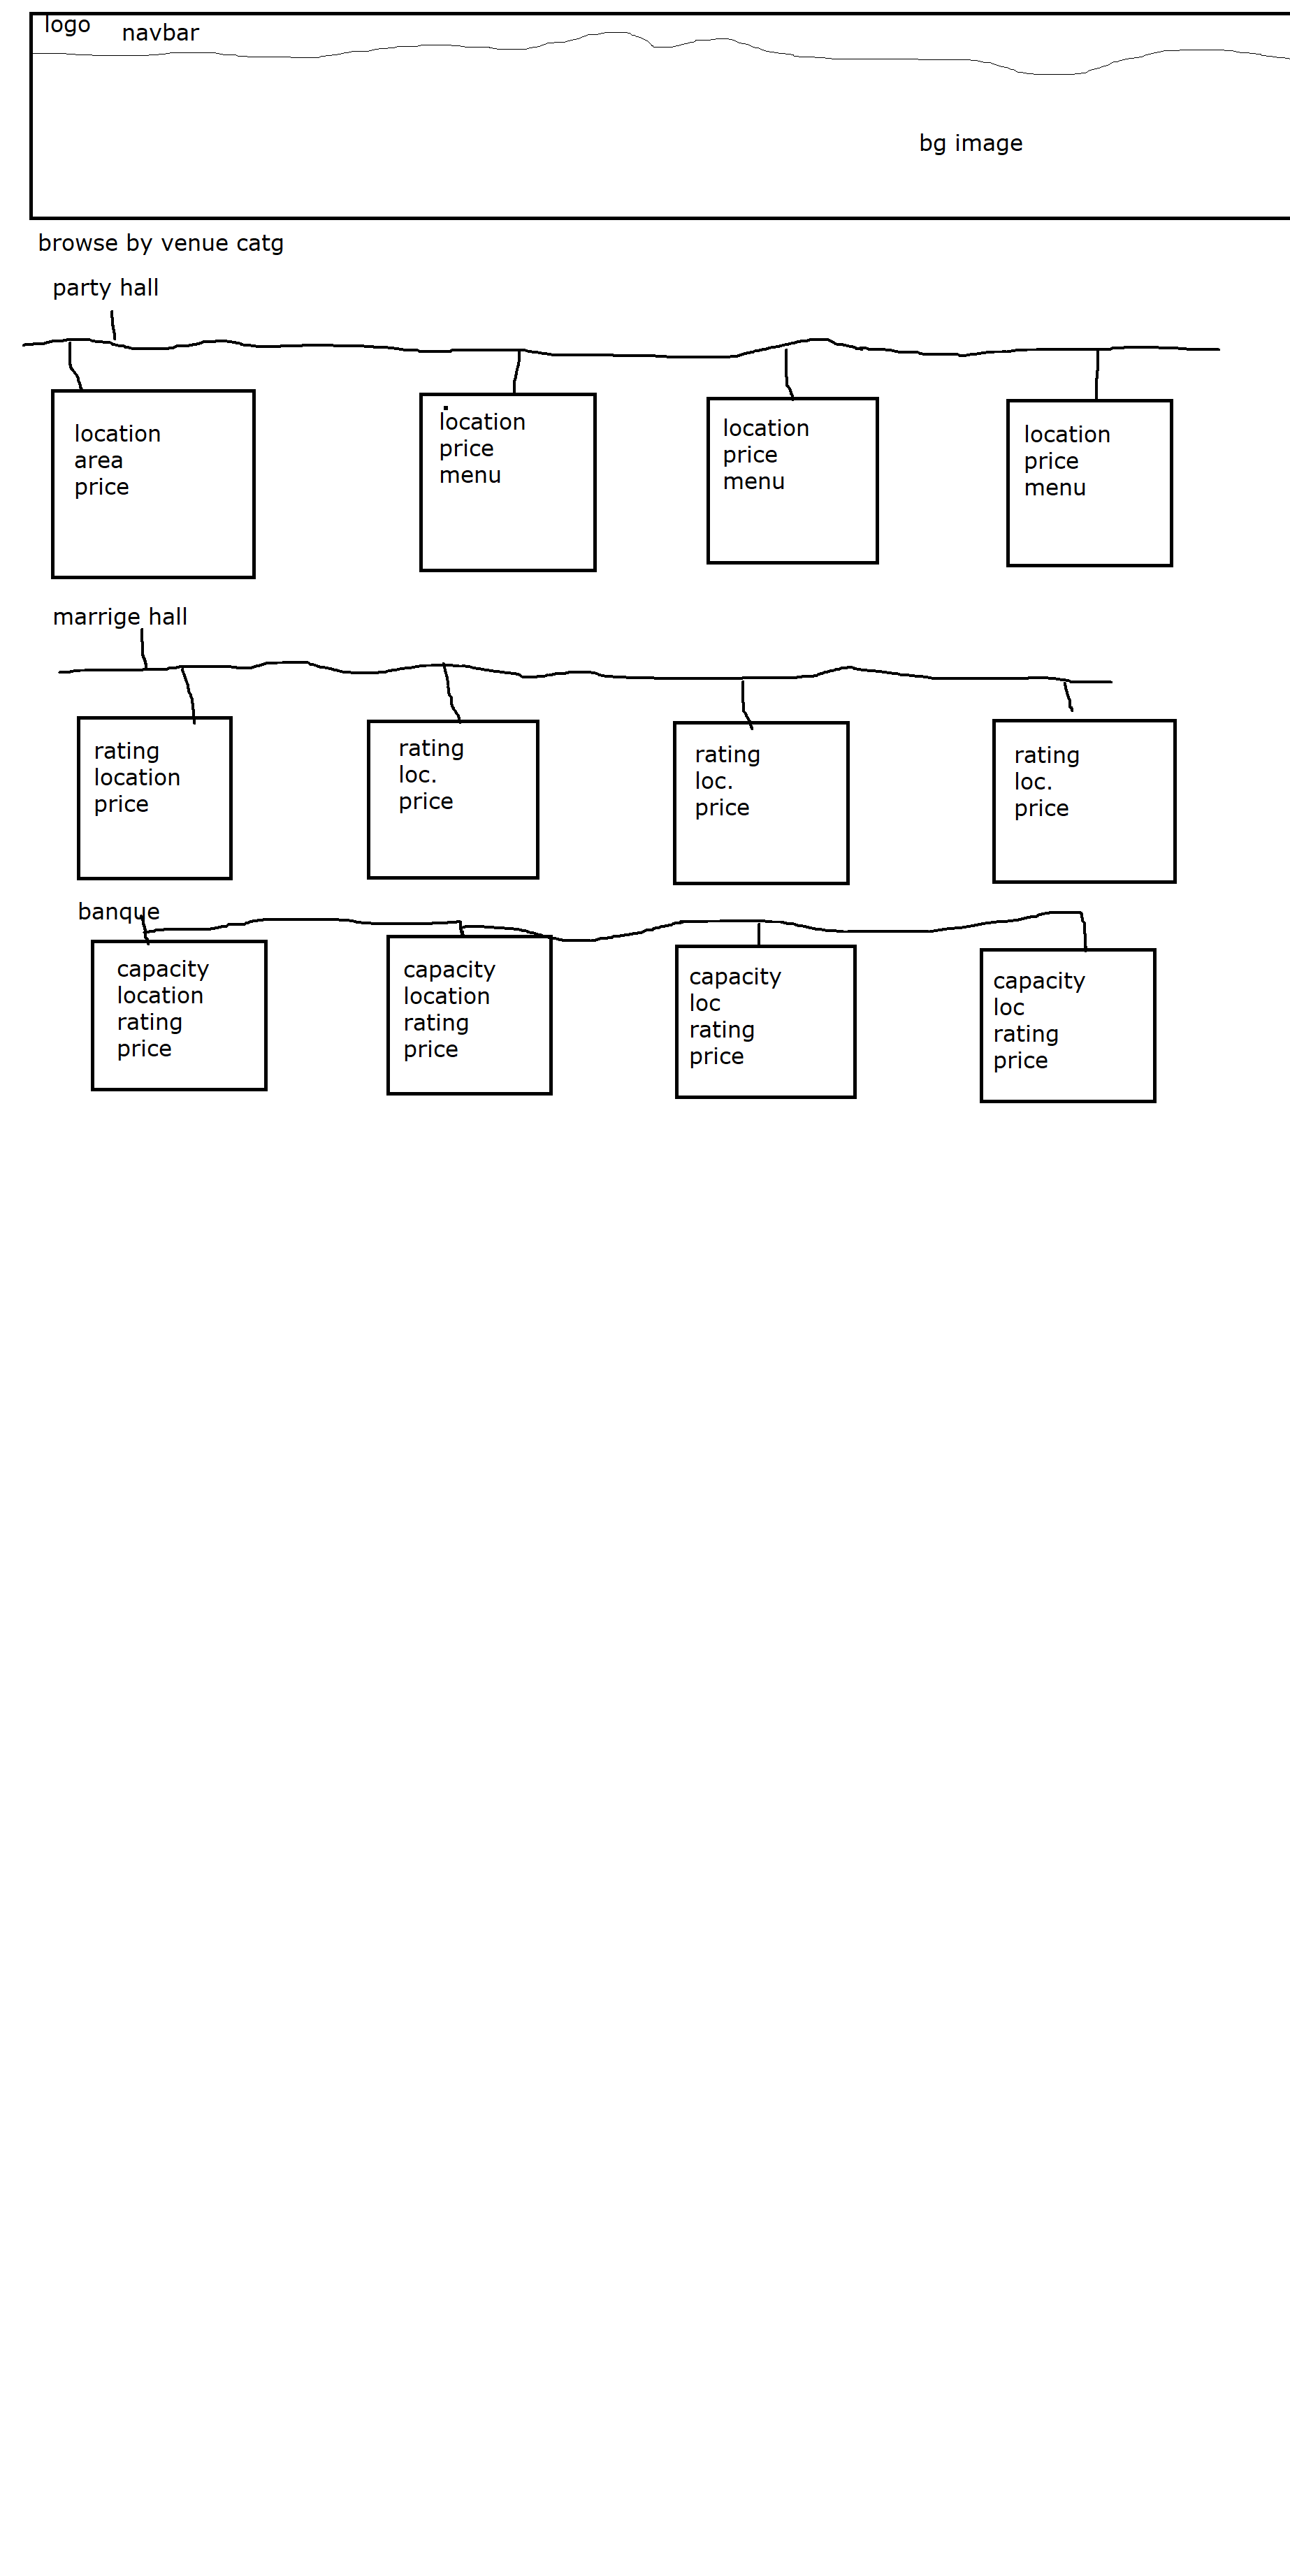 logo
navbar
bg image
browse by venue catg
party hall
location
area
price
location
price
menu
location
price
menu
location
price
menu
marrige hall
rating
location
price
rating
loc.
price
rating
loc.
price
rating
loc.
price
banque
capacity
location
rating
price
capacity
location
rating
price
capacity
loc
rating
price
capacity
loc
rating
price